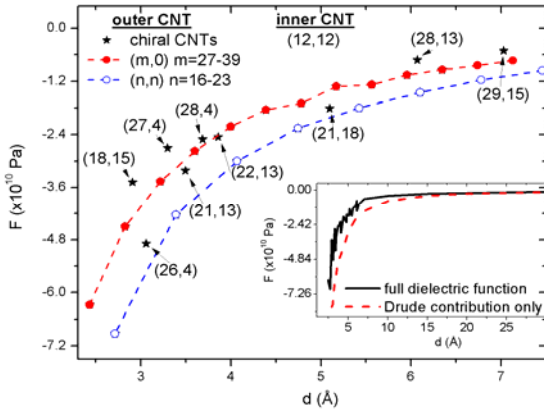 outer CNT inner CNT
chiral CNTs (12,12)
(m,0) m=27-39
(n,n) n=16-23
(28,13)
(29,15)
(28,4)
(27,4)
(21,18)
(18,15)
(22,13)
(21,13)
(26,4)
0.0
-1.2
-2.4
-3.6
-4.8
-6.0
-7.2
F (x10¹⁰ Pa)
3 4 5 6 7
d (Å)
0.00
-2.42
-4.84
-7.26
F (x10¹⁰ Pa)
full dielectric function
Drude contribution only
5 10 15 20 25
d (Å)